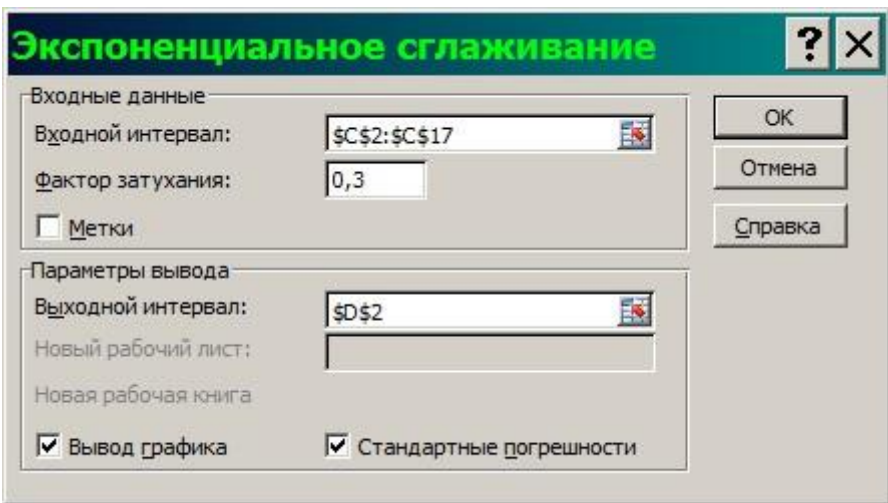 Экспоненциальное сглаживание
Входные данные
Входной интервал: $C$2:$C$17
Фактор затухания: 0,3
Метки
Параметры вывода
Выходной интервал: $D$2
Новый рабочий лист:
Новая рабочая книга
Вывод графика Стандартные погрешности
OK
Отмена
Справка